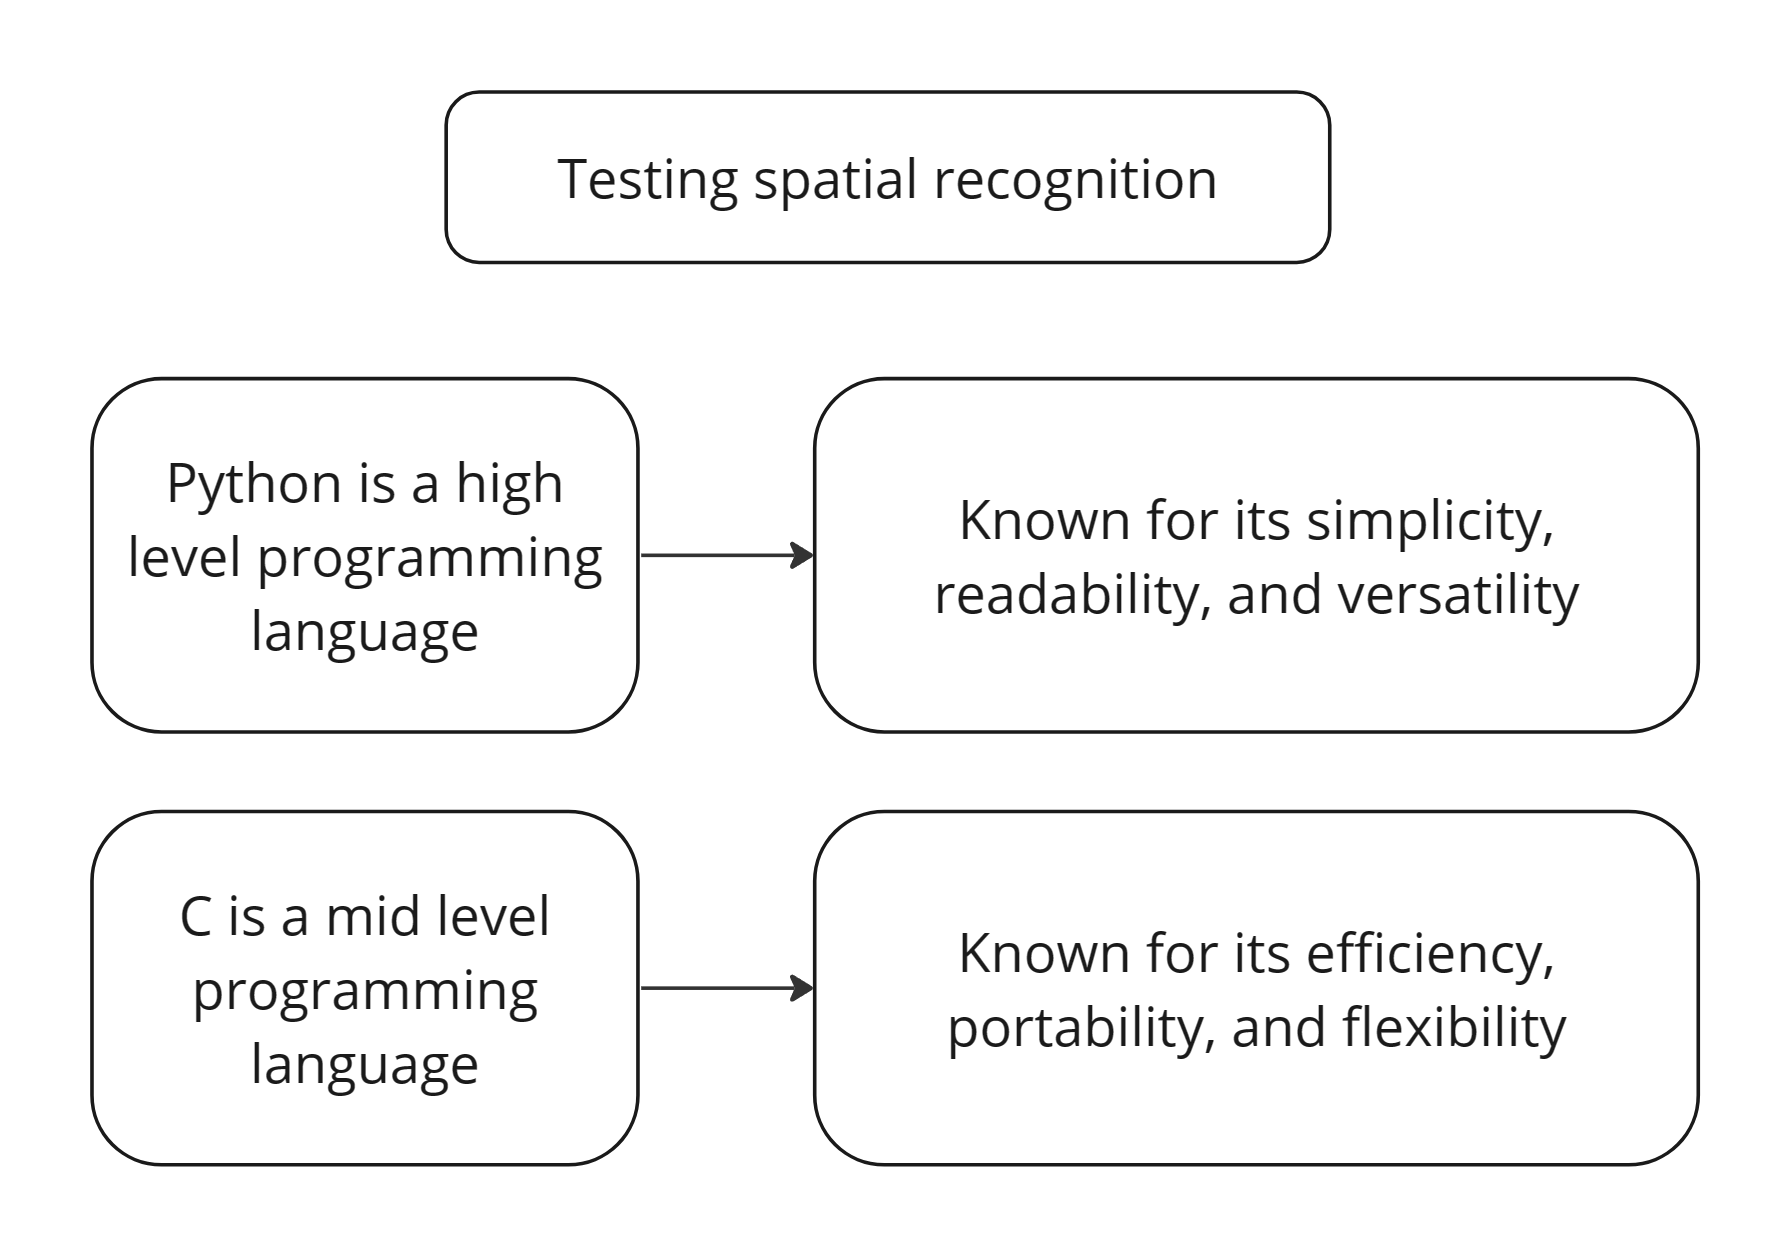 Testing spatial recognition
Python is a high
level programming
language
Known for its simplicity,
readability, and versatility
C is a mid level
programming
language
Known for its efficiency,
portability, and flexibility